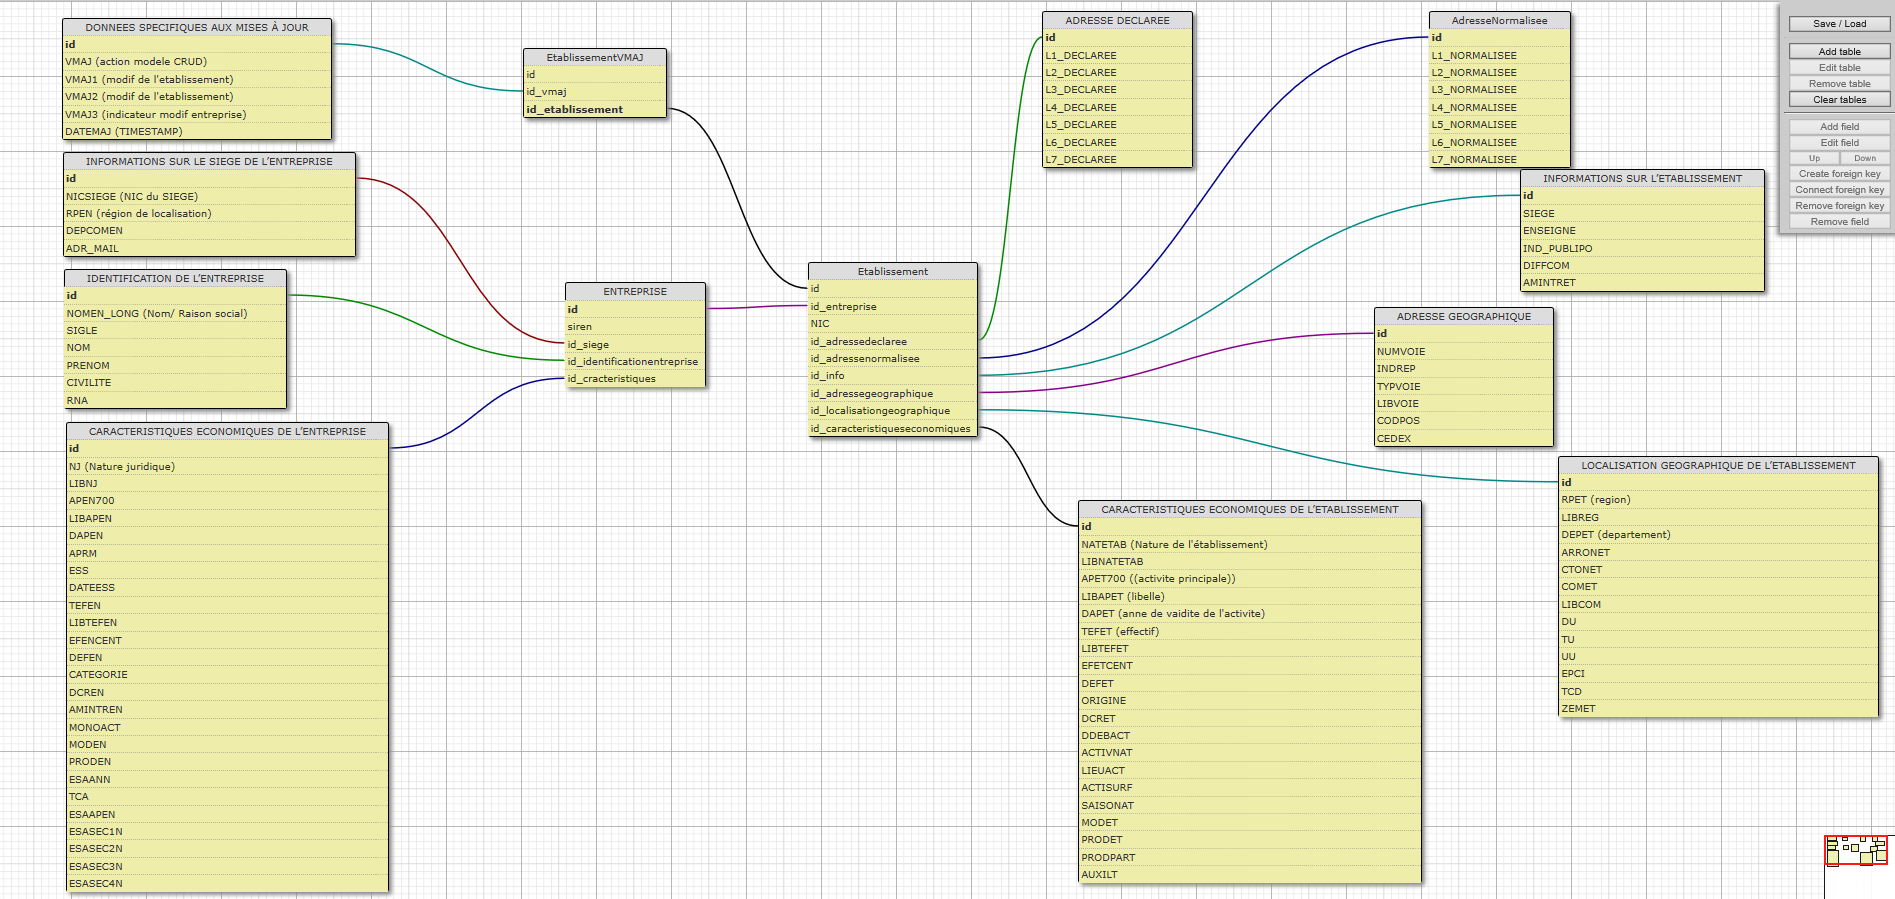 DONNEES SPECIFIQUES AUX MISES À JOUR
id
VMAJ (action modele CRUD)
VMAJ1 (modif de l'etablissement)
VMAJ2 (modif de l'etablissement)
VMAJ3 (indicateur modif entreprise)
DATEMAJ (TIMESTAMP)
INFORMATIONS SUR LE SIEGE DE L'ENTREPRISE
id
NICSIEGE (NIC du SIEGE)
RPEN (région de localisation)
DEPCOMEN
ADR_MAIL
IDENTIFICATION DE L'ENTREPRISE
id
NOMEN_LONG (Nom/ Raison social)
SIGLE
NOM
PRENOM
CIVILITE
RNA
CARACTERISTIQUES ECONOMIQUES DE L'ENTREPRISE
id
NJ (Nature juridique)
LIBNJ
APEN700
LIBAPEN
DAPEN
APRM
ESS
DATEESS
TEFEN
LIBTEFEN
EFENCENT
DEFEN
CATEGORIE
DCREN
AMINTREN
MONOACT
MODEN
PRODEN
ESAANN
TCA
ESAAPEN
ESASEC1N
ESASEC2N
ESASEC3N
ESASEC4N
EtablissementVMAJ
id
id_vmaj
id_etablissement
ENTREPRISE
id
siren
id_siege
id_identificationentreprise
id_cracteristiques
Etablissement
id
id_entreprise
NIC
id_adressedeclaree
id_adressenormalisee
id_info
id_adressegeographique
id_localisationgeographique
id_caracteristiqueseconomiques
ADRESSE DECLAREE
id
L1_DECLAREE
L2_DECLAREE
L3_DECLAREE
L4_DECLAREE
L5_DECLAREE
L6_DECLAREE
L7_DECLAREE
AdresseNormalisee
id
L1_NORMALISEE
L2_NORMALISEE
L3_NORMALISEE
L4_NORMALISEE
L5_NORMALISEE
L6_NORMALISEE
L7_NORMALISEE
INFORMATIONS SUR L'ETABLISSEMENT
id
SIEGE
ENSEIGNE
IND_PUBLIPO
DIFFCOM
AMINTRET
ADRESSE GEOGRAPHIQUE
id
NUMVOIE
INDREP
TYPVOIE
LIBVOIE
CODPOS
CEDEX
LOCALISATION GEOGRAPHIQUE DE L'ETABLISSEMENT
id
RPET (region)
LIBREG
DEPET (departement)
ARRONET
CTONET
COMET
LIBCOM
DU
TU
UU
EPCI
TCD
ZEMET
CARACTERISTIQUES ECONOMIQUES DE L'ETABLISSEMENT
id
NATETAB (Nature de l'établissement)
LIBNATETAB
APET700 ((activite principale))
LIBAPET (libelle)
DAPET (anne de vaidite de l'activite)
TEFET (effectif)
LIBTEFET
EFETCENT
DEFET
ORIGINE
DCRET
DDEBACT
ACTIVNAT
LIEUACT
ACTISURF
SAISONAT
MODET
PRODET
PRODPART
AUXILT
Save / Load
Add table
Edit table
Remove table
Clear tables
Add field
Edit field
Up Down
Create foreign key
Connect foreign key
Remove foreign key
Remove field